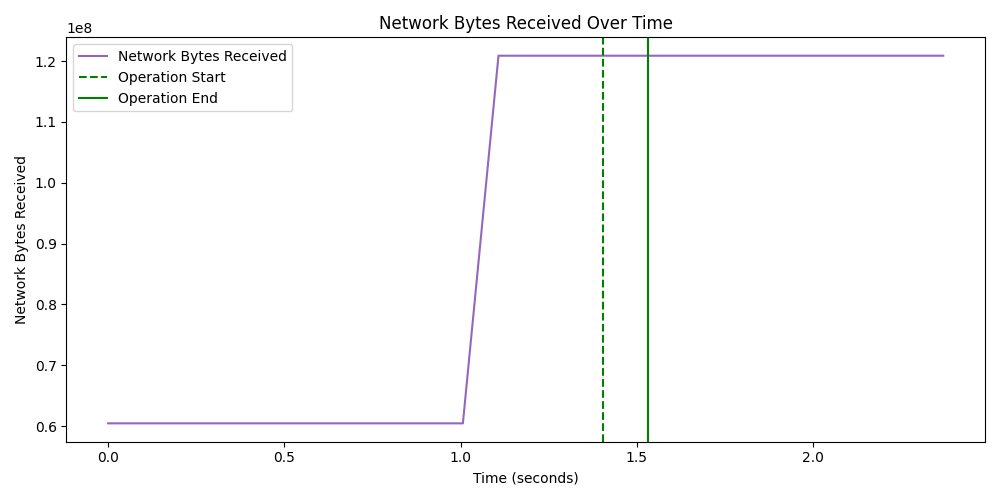 Network Bytes Received Over Time
1e8
Network Bytes Received
Operation Start
Operation End
1.2
1.1
1.0
0.9
0.8
0.7
0.6
Network Bytes Received
0.0 0.5 1.0 1.5 2.0
Time (seconds)